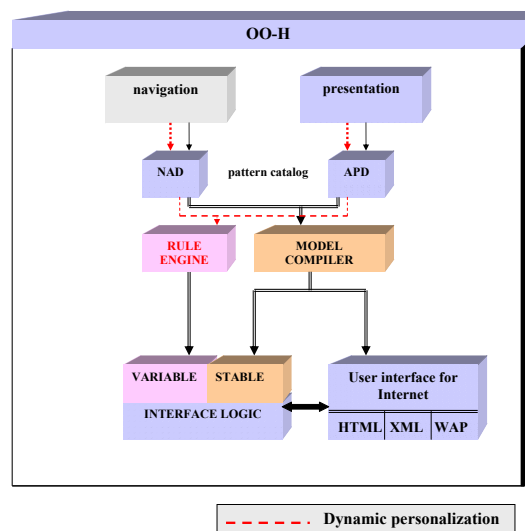 OO-H
navigation
presentation
NAD
pattern catalog
APD
RULE
ENGINE
MODEL
COMPILER
VARIABLE
STABLE
INTERFACE LOGIC
User interface for
Internet
HTML XML WAP
Dynamic personalization